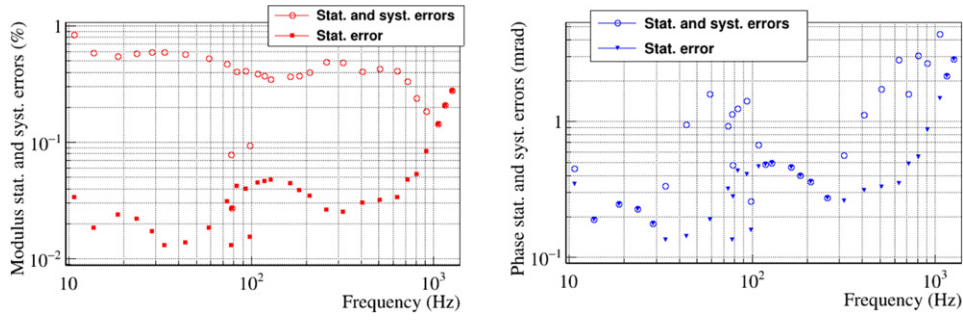 Stat. and syst. errors
Stat. error
Modulus stat. and syst. errors (%)
1
10⁻¹
10⁻²
10
10²
10³
Frequency (Hz)
Stat. and syst. errors
Stat. error
Phase stat. and syst. errors (mrad)
1
10⁻¹
10
10²
10³
Frequency (Hz)